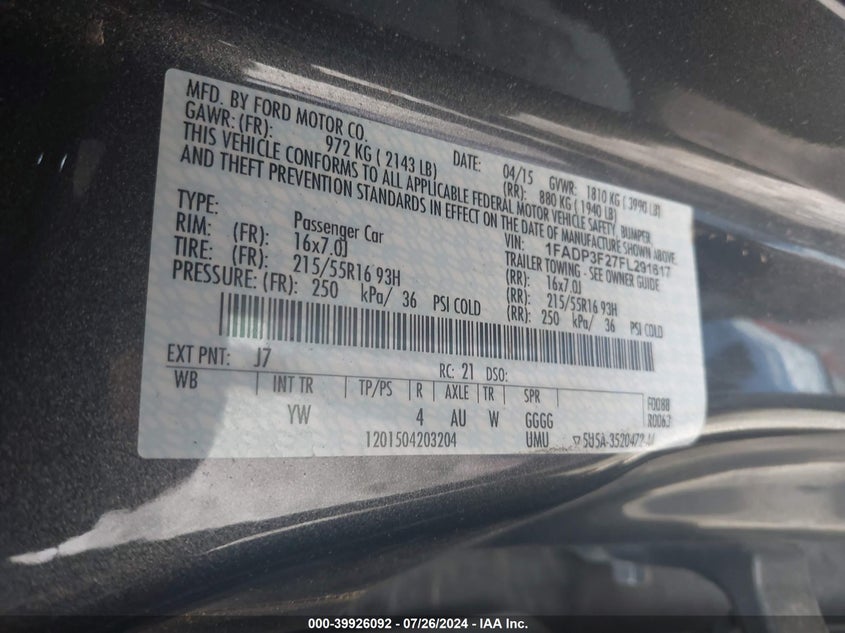 MFD. BY FORD MOTOR CO. DATE: 04/15 GVWR: 1810 KG ( 3990 LB)
GAWR: (FR): 972 KG ( 2143 LB) (RR): 880 KG ( 1940 LB)
THIS VEHICLE CONFORMS TO ALL APPLICABLE FEDERAL MOTOR VEHICLE SAFETY, BUMPER,
AND THEFT PREVENTION STANDARDS IN EFFECT ON THE DATE OF MANUFACTURE SHOWN ABOVE.
VIN: 1FADP3F27FL291617
TYPE: Passenger Car TRAILER TOWING - SEE OWNER GUIDE
RIM: (FR): 16x7.0J (RR): 16x7.0J
TIRE: (FR): 215/55R16 93H (RR): 215/55R16 93H
PRESSURE: (FR): 250 kPa/ 36 PSI COLD (RR): 250 kPa/ 36 PSI COLD
EXT PNT: J7 RC: 21 DSO:
WB INT TR TP/PS R AXLE TR SPR F0088
YW 4 AU W GGGG R0063
1201504203204 UMU
000-39926092 - 07/26/2024 - IAA Inc.